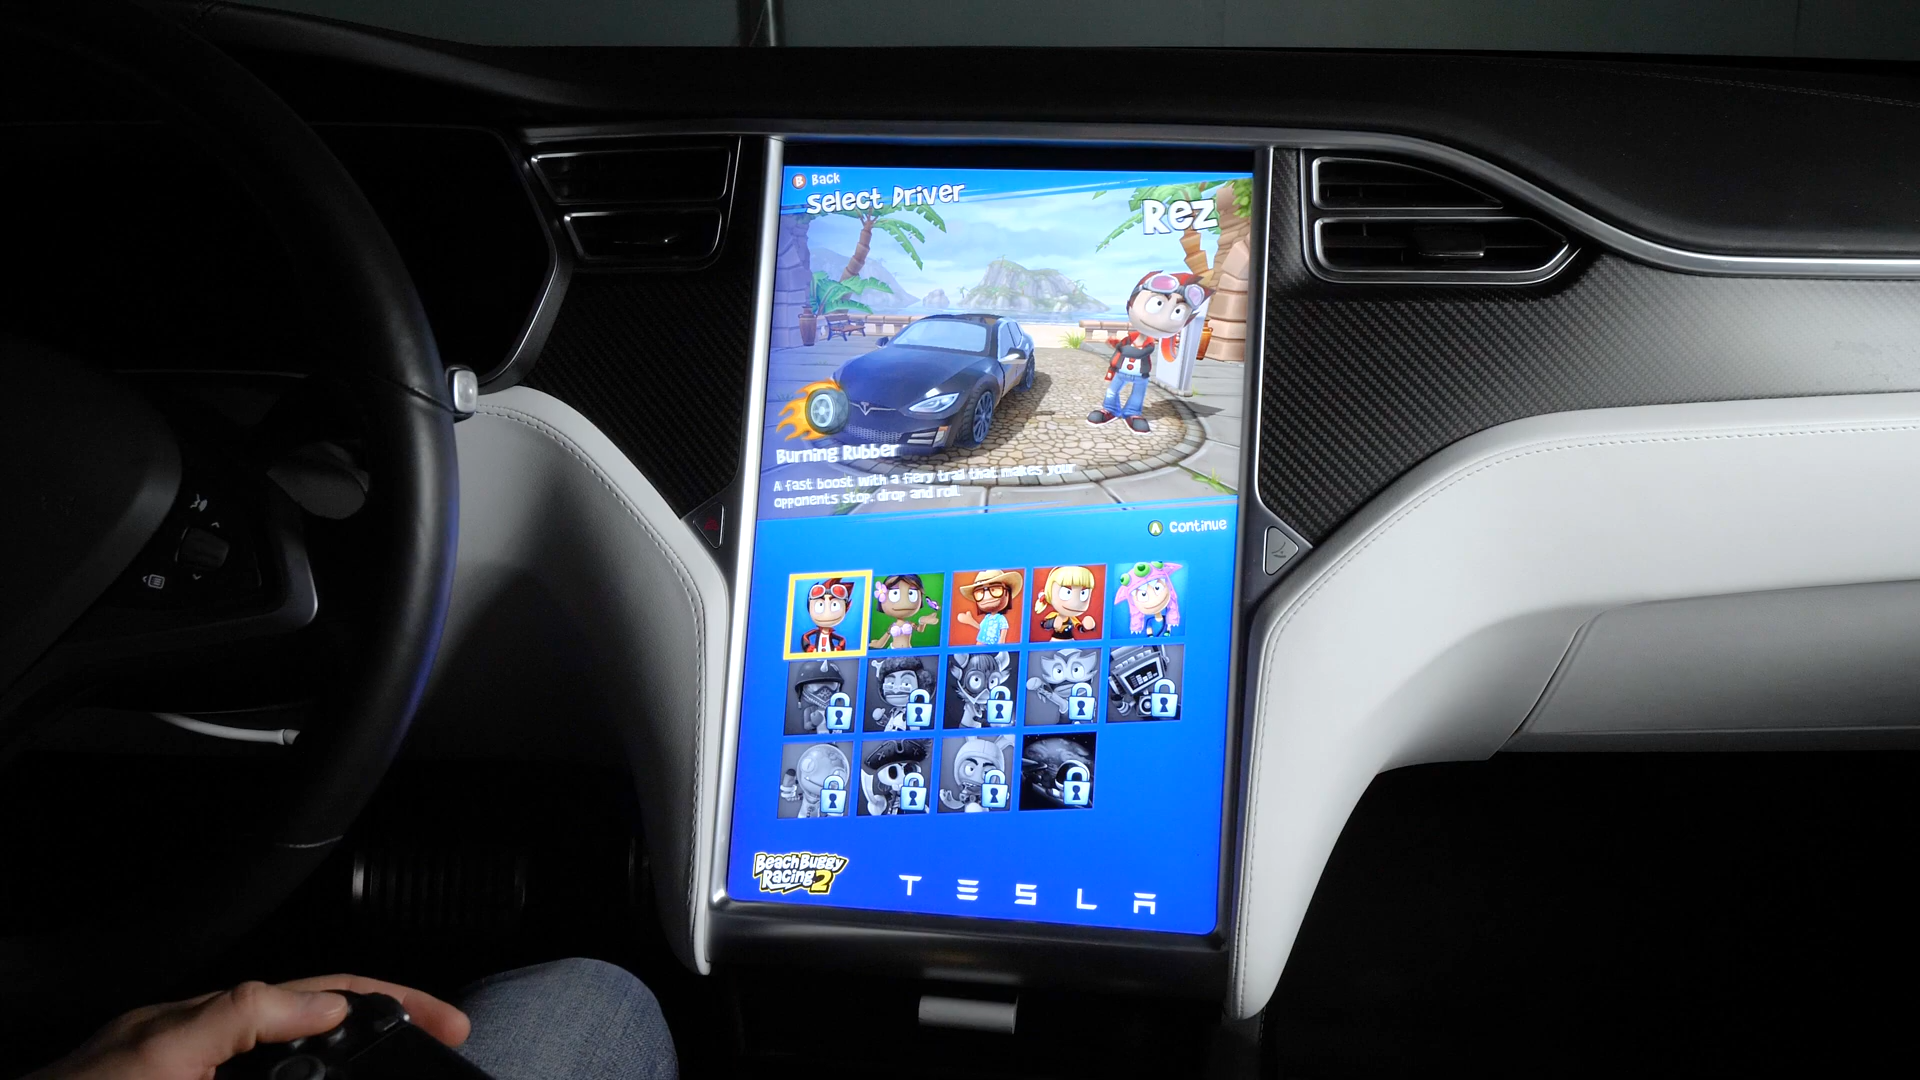 B Back
Select Driver
Rez
Burning Rubber
A fast boost with a fiery trail that makes your
opponents stop, drop and roll.
A Continue
Beach Buggy
Racing 2
TESLA